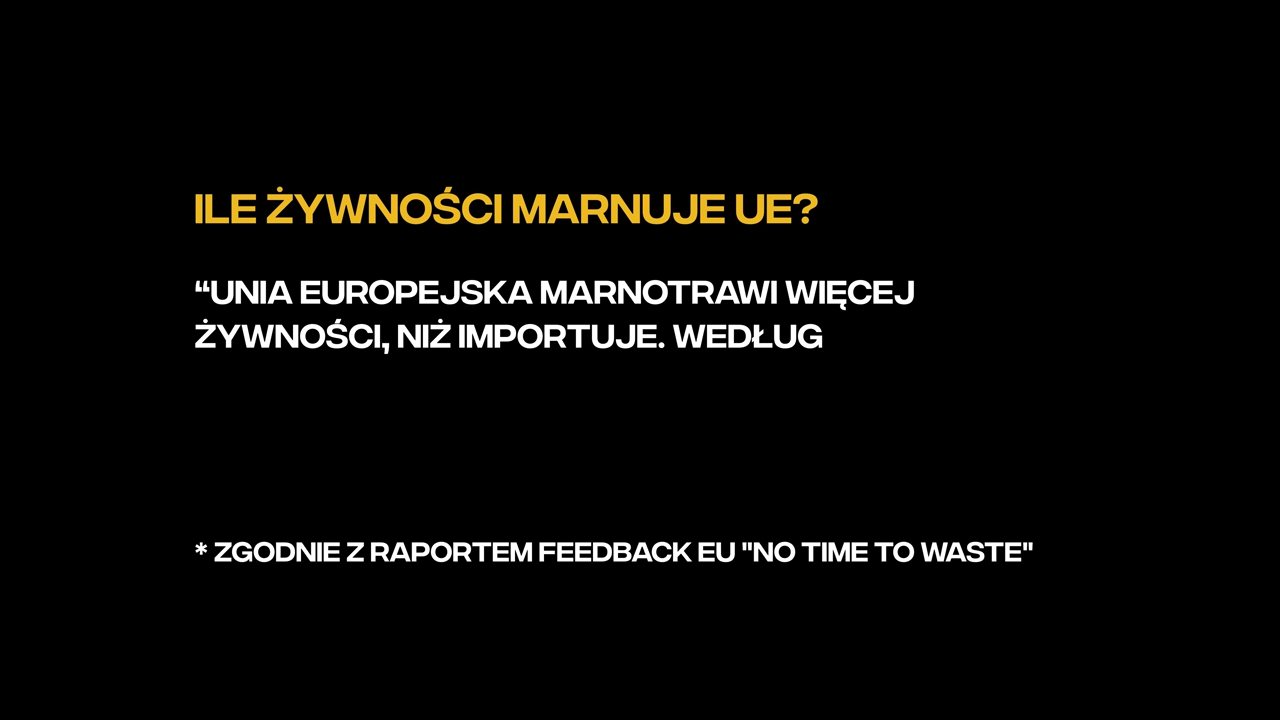 ILE ŻYWNOŚCI MARNUJE UE?
“UNIA EUROPEJSKA MARNOTRAWI WIĘCEJ
ŻYWNOŚCI, NIŻ IMPORTUJE. WEDŁUG
* ZGODNIE Z RAPORTEM FEEDBACK EU "NO TIME TO WASTE"